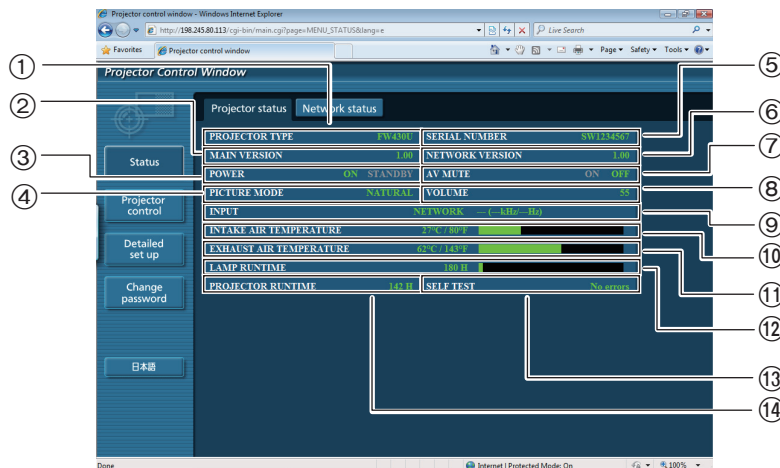 Projector control window - Windows Internet Explorer
http://198.245.80.113/cgi-bin/main.cgi?page=MENU_STATUS&lang=e
Live Search
Favorites Projector control window
Page Safety Tools
Projector Control Window
Projector status Network status
① PROJECTOR TYPE FW430U SERIAL NUMBER SW1234567 ⑤
② MAIN VERSION 1.00 NETWORK VERSION 1.00 ⑥
③ POWER ON STANDBY AV MUTE ON OFF ⑦
④ PICTURE MODE NATURAL VOLUME 55 ⑧
INPUT NETWORK --- (---kHz/---Hz) ⑨
INTAKE AIR TEMPERATURE 27°C / 80°F ⑩
EXHAUST AIR TEMPERATURE 62°C / 143°F ⑪
LAMP RUNTIME 180 H ⑫
PROJECTOR RUNTIME 142 H SELF TEST No errors
⑬
⑭
Status
Projector
control
Detailed
set up
Change
password
日本語
Done Internet | Protected Mode: On 100%